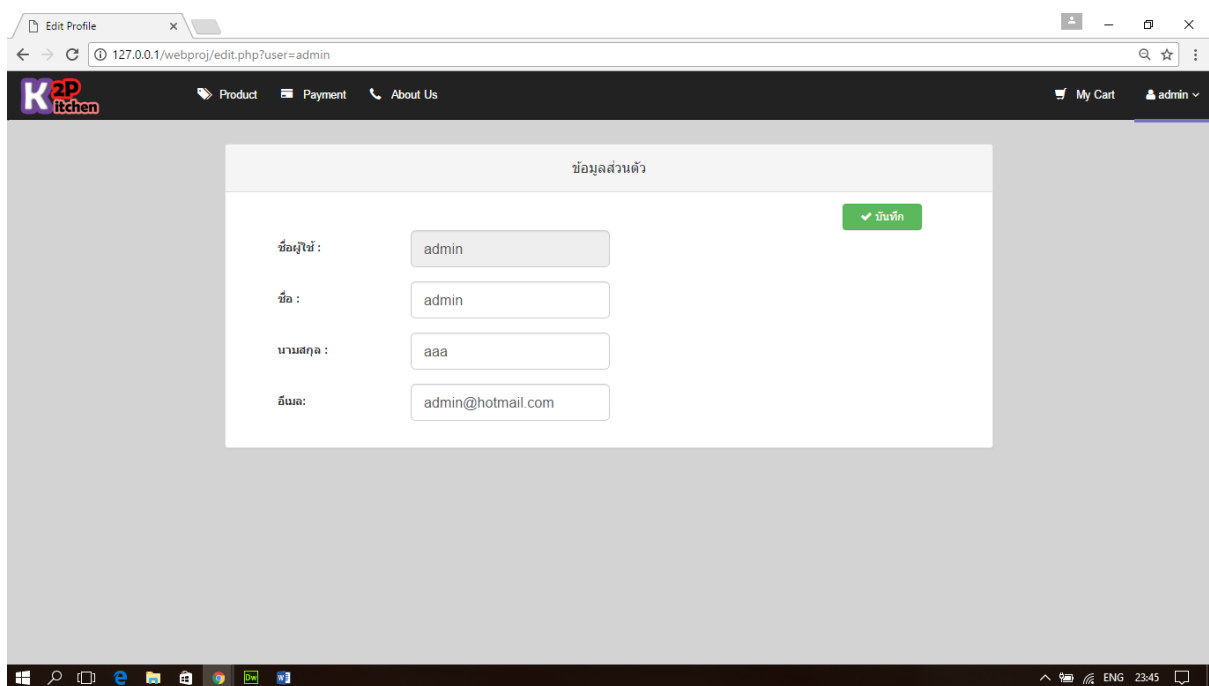 Edit Profile
127.0.0.1/webproj/edit.php?user=admin
K2P itchen
Product Payment About Us My Cart admin
ข้อมูลส่วนตัว
บันทึก
ชื่อผู้ใช้ : admin
ชื่อ : admin
นามสกุล : aaa
อีเมล: admin@hotmail.com
Dw W ENG 23:45